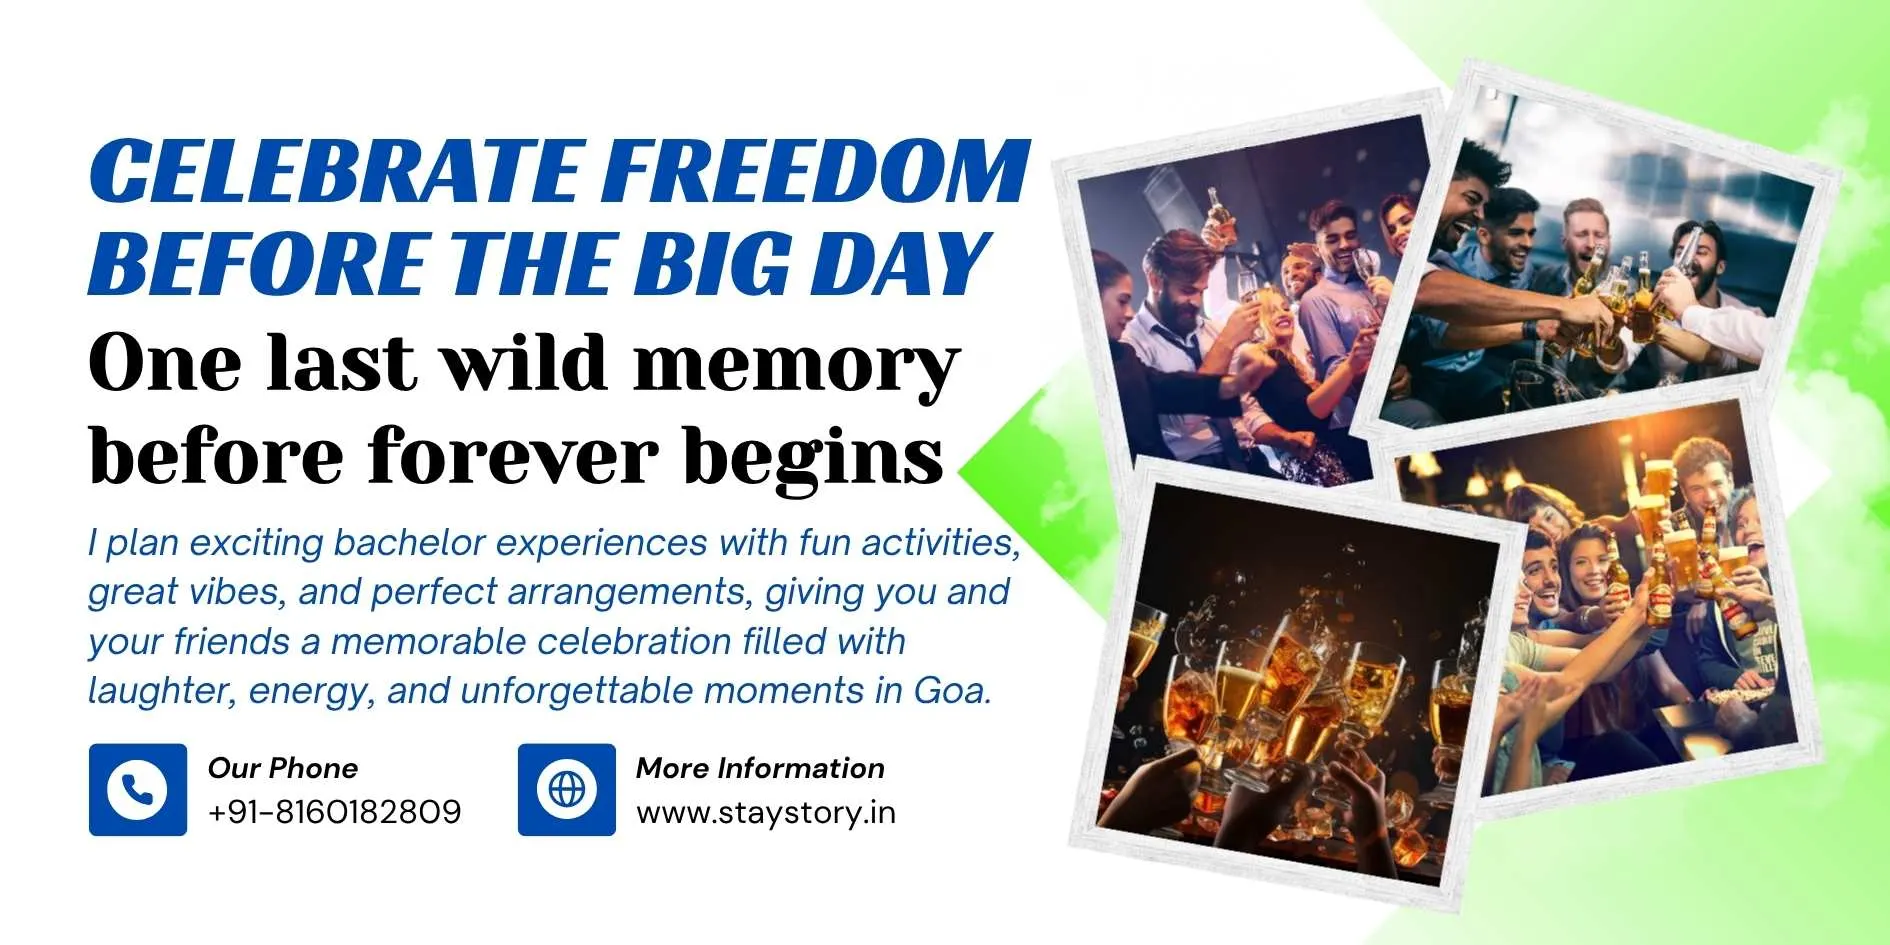 CELEBRATE FREEDOM
BEFORE THE BIG DAY
One last wild memory
before forever begins
I plan exciting bachelor experiences with fun activities,
great vibes, and perfect arrangements, giving you and
your friends a memorable celebration filled with
laughter, energy, and unforgettable moments in Goa.
Our Phone
+91-8160182809
More Information
www.staystory.in